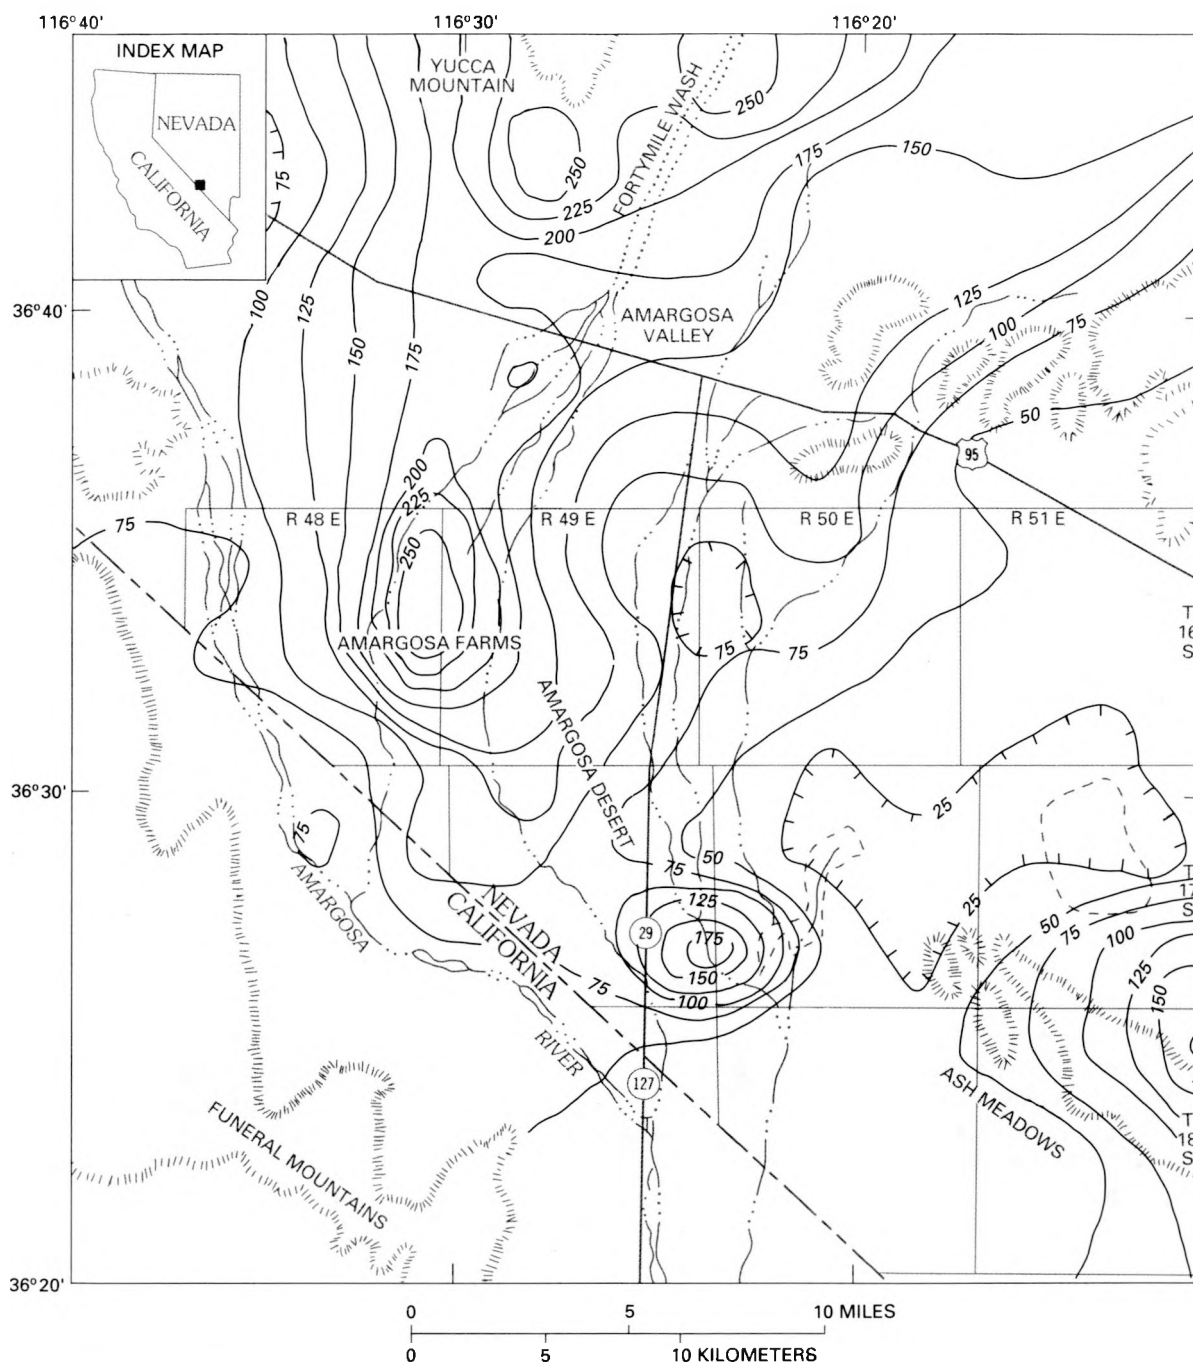 116°40'
116°30'
116°20'
INDEX MAP
NEVADA
CALIFORNIA
YUCCA
MOUNTAIN
FORTYMILE WASH
250
250
225
200
175
150
75
36°40'
100
125
150
175
AMARGOSA
VALLEY
125
100
75
50
95
200
225
250
75
R 48 E
R 49 E
R 50 E
R 51 E
T
16
S
AMARGOSA FARMS
75
75
AMARGOSA DESERT
36°30'
25
75
50
75
AMARGOSA
NEVADA
CALIFORNIA
29
125
175
150
100
75
25
T
17
S
50
75
100
125
150
RIVER
127
ASH MEADOWS
T
18
S
FUNERAL MOUNTAINS
36°20'
0 5 10 MILES
0 5 10 KILOMETERS